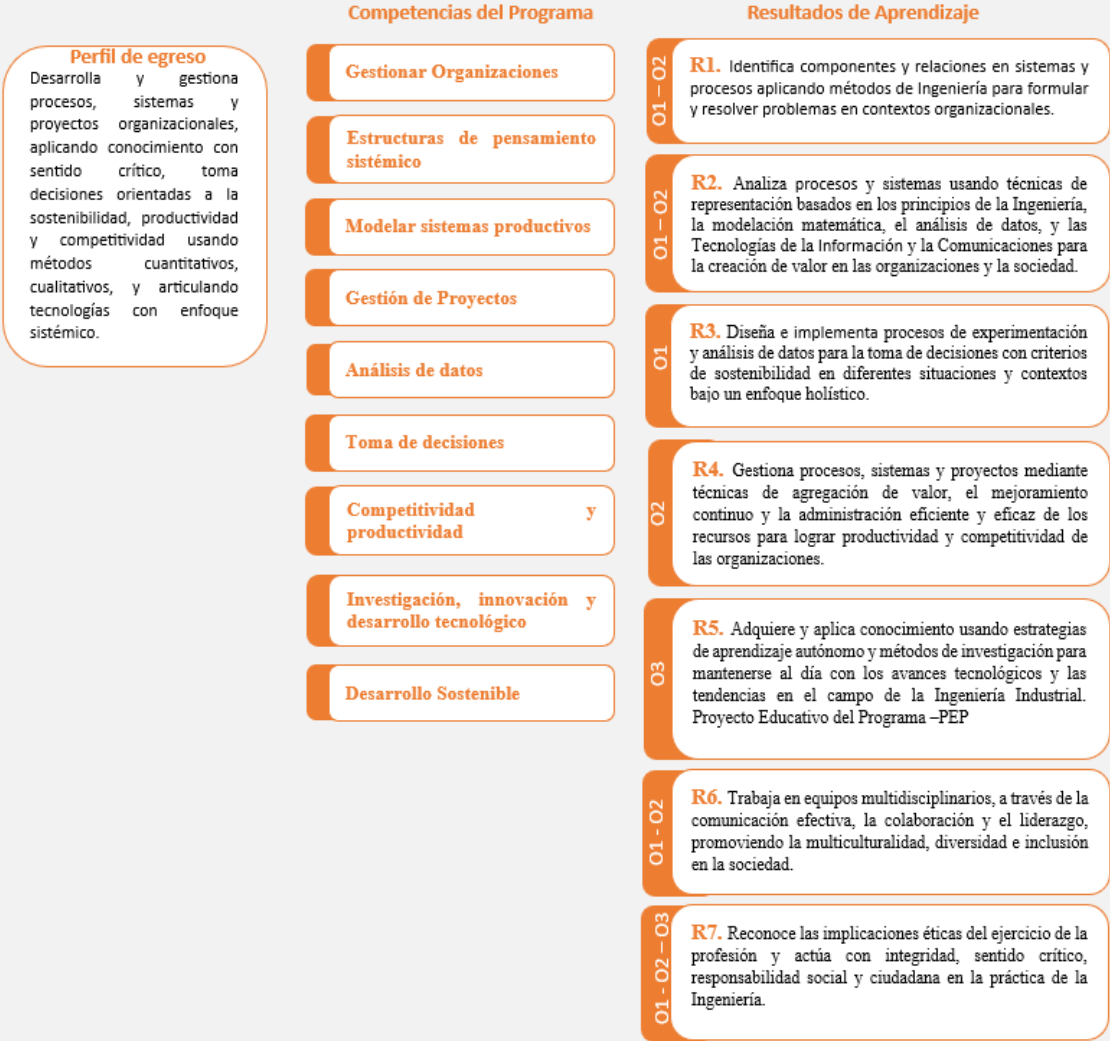 Perfil de egreso
Desarrolla y gestiona
procesos, sistemas y
proyectos organizacionales,
aplicando conocimiento con
sentido crítico, toma
decisiones orientadas a la
sostenibilidad, productividad
y competitividad usando
métodos cuantitativos,
cualitativos, y articulando
tecnologías con enfoque
sistémico.
Competencias del Programa
Gestionar Organizaciones
Estructuras de pensamiento
sistémico
Modelar sistemas productivos
Gestión de Proyectos
Análisis de datos
Toma de decisiones
Competitividad y
productividad
Investigación, innovación y
desarrollo tecnológico
Desarrollo Sostenible
Resultados de Aprendizaje
O1 – O2
R1. Identifica componentes y relaciones en sistemas y
procesos aplicando métodos de Ingeniería para formular
y resolver problemas en contextos organizacionales.
O1 – O2
R2. Analiza procesos y sistemas usando técnicas de
representación basados en los principios de la Ingeniería,
la modelación matemática, el análisis de datos, y las
Tecnologías de la Información y la Comunicaciones para
la creación de valor en las organizaciones y la sociedad.
O1
R3. Diseña e implementa procesos de experimentación
y análisis de datos para la toma de decisiones con criterios
de sostenibilidad en diferentes situaciones y contextos
bajo un enfoque holístico.
O2
R4. Gestiona procesos, sistemas y proyectos mediante
técnicas de agregación de valor, el mejoramiento
continuo y la administración eficiente y eficaz de los
recursos para lograr productividad y competitividad de
las organizaciones.
O3
R5. Adquiere y aplica conocimiento usando estrategias
de aprendizaje autónomo y métodos de investigación para
mantenerse al día con los avances tecnológicos y las
tendencias en el campo de la Ingeniería Industrial.
Proyecto Educativo del Programa –PEP
O1 - O2
R6. Trabaja en equipos multidisciplinarios, a través de la
comunicación efectiva, la colaboración y el liderazgo,
promoviendo la multiculturalidad, diversidad e inclusión
en la sociedad.
O1 - O2 – O3
R7. Reconoce las implicaciones éticas del ejercicio de la
profesión y actúa con integridad, sentido crítico,
responsabilidad social y ciudadana en la práctica de la
Ingeniería.